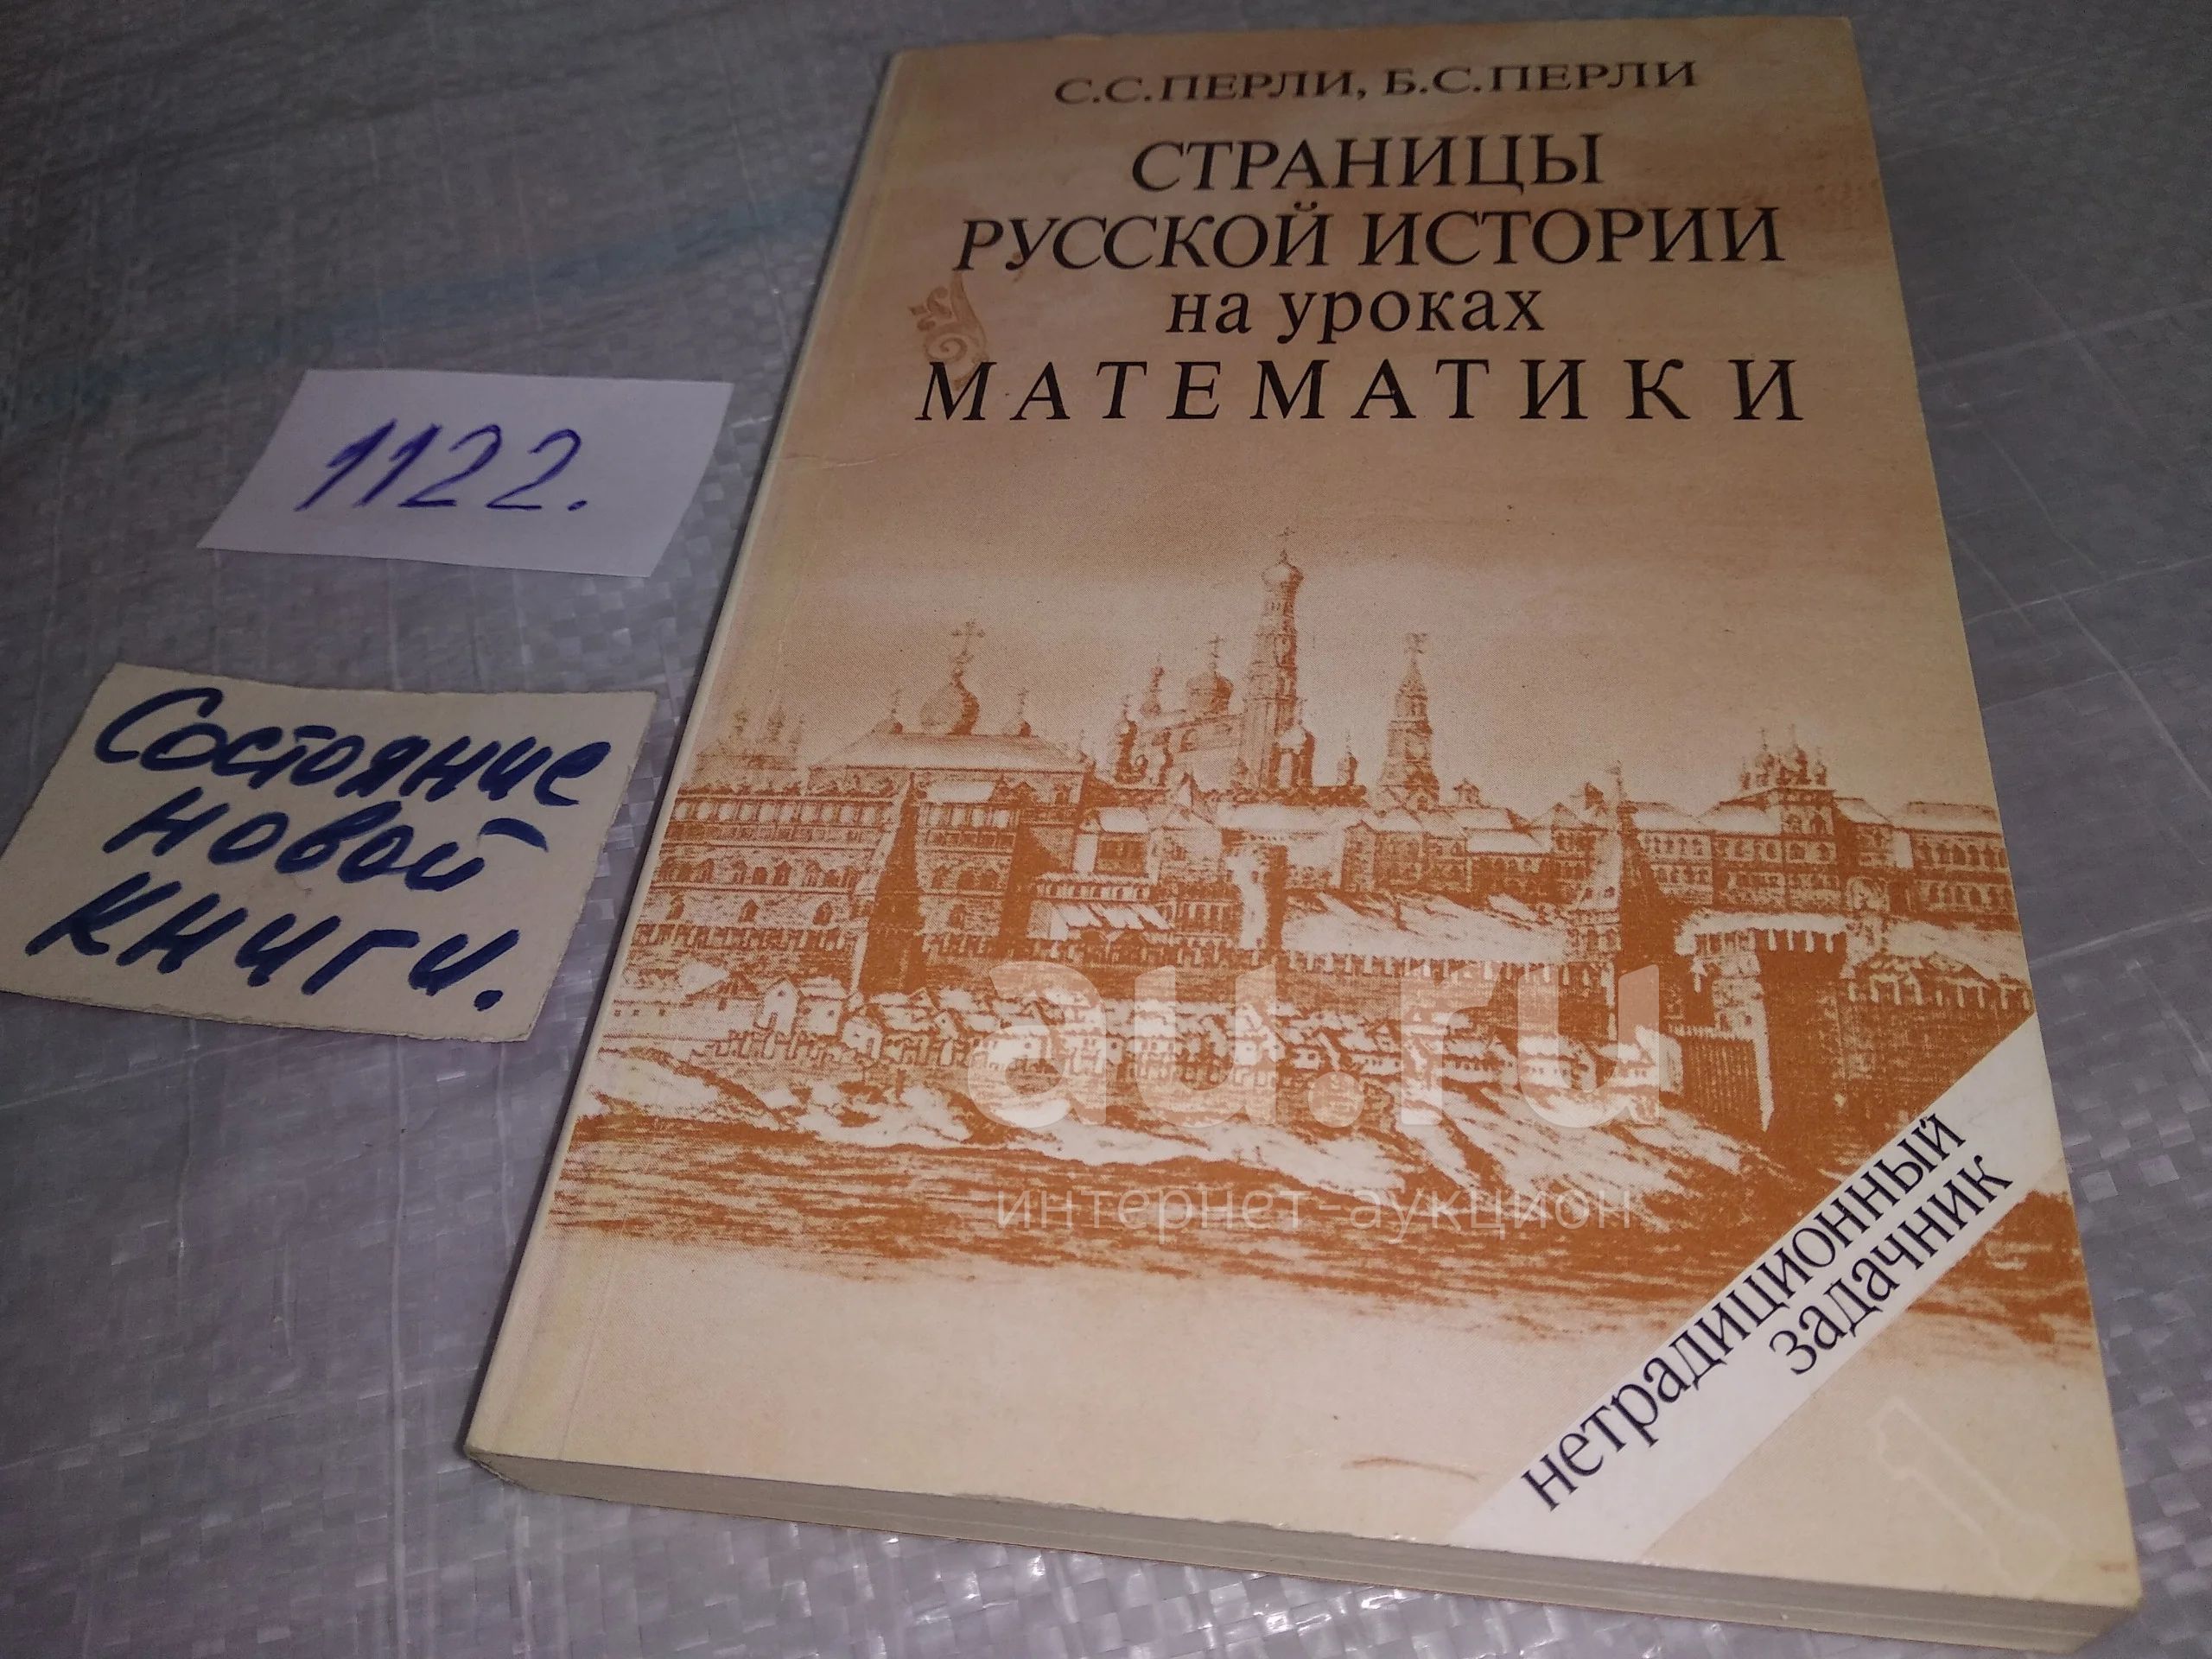 С.С.ПЕРЛИ, Б.С.ПЕРЛИ
СТРАНИЦЫ
РУССКОЙ ИСТОРИИ
на уроках
МАТЕМАТИКИ
1122.
Состояние
новой
книги.
au.ru
интернет аукцион
нетрадиционный
задачник